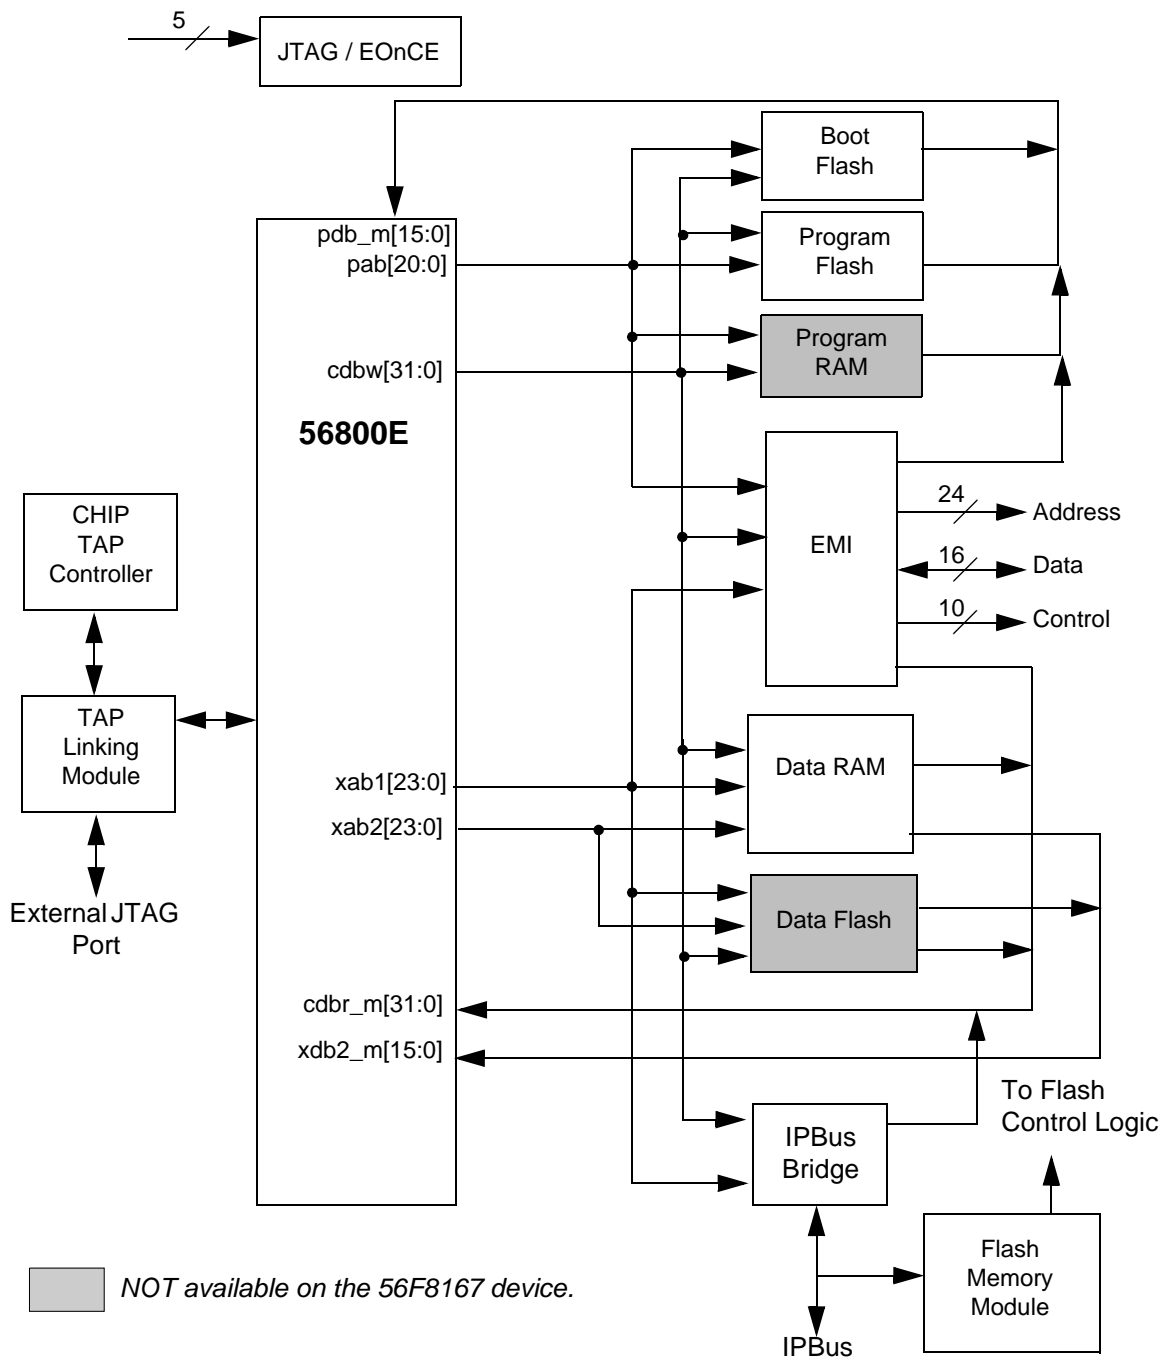 5
JTAG / EOnCE
Boot
Flash
pdb_m[15:0]
pab[20:0]
Program
Flash
cdbw[31:0]
Program
RAM
56800E
CHIP
TAP
Controller
EMI
24
Address
16
Data
10
Control
TAP
Linking
Module
xab1[23:0]
xab2[23:0]
Data RAM
External JTAG
Port
Data Flash
cdbr_m[31:0]
xdb2_m[15:0]
To Flash
Control Logic
IPBus
Bridge
Flash
Memory
Module
NOT available on the 56F8167 device.
IPBus